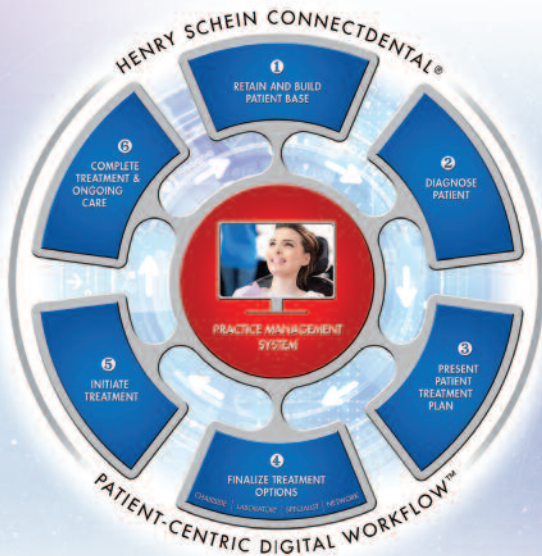 HENRY SCHEIN CONNECTDENTAL®
1
RETAIN AND BUILD
PATIENT BASE
2
DIAGNOSE
PATIENT
3
PRESENT
PATIENT
TREATMENT
PLAN
4
FINALIZE TREATMENT
OPTIONS
CHAIRSIDE | LABORATORY | SPECIALIST | NETWORK
5
INITIATE
TREATMENT
6
COMPLETE
TREATMENT &
ONGOING
CARE
PRACTICE MANAGEMENT
SYSTEM
PATIENT-CENTRIC DIGITAL WORKFLOW™